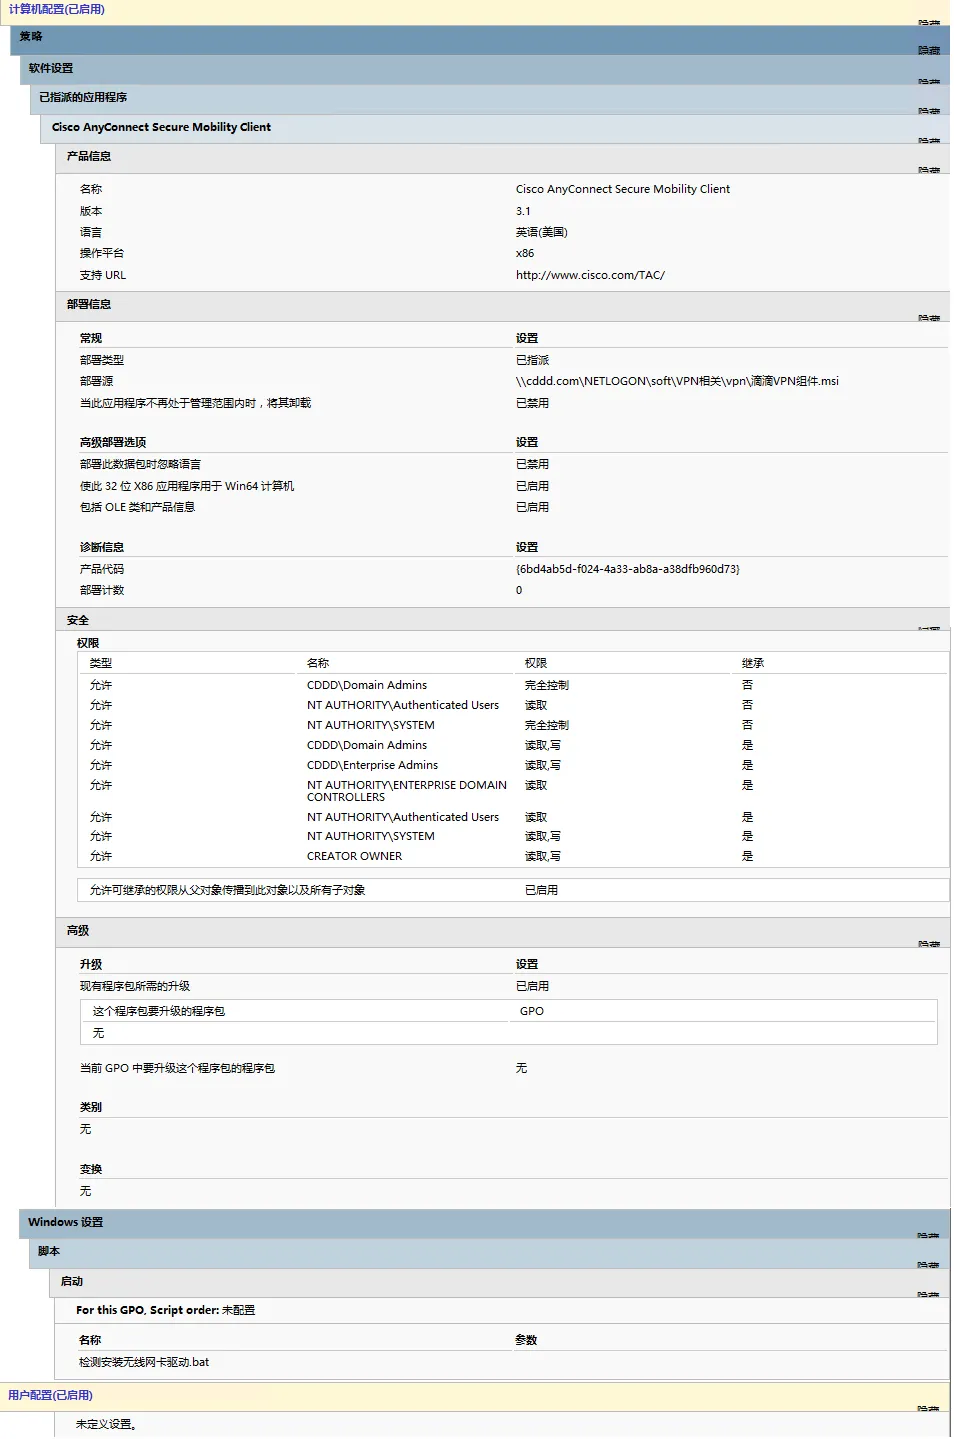 计算机配置(已启用)
隐藏
策略
隐藏
软件设置
隐藏
已指派的应用程序
隐藏
Cisco AnyConnect Secure Mobility Client
隐藏
产品信息
隐藏
名称 Cisco AnyConnect Secure Mobility Client
版本 3.1
语言 英语(美国)
操作平台 x86
支持 URL http://www.cisco.com/TAC/
部署信息
隐藏
常规 设置
部署类型 已指派
部署源 \\cddd.com\NETLOGON\soft\VPN相关\vpn\滴滴VPN组件.msi
当此应用程序不再处于管理范围内时，将其卸载 已禁用
高级部署选项 设置
部署此数据包时忽略语言 已禁用
使此 32 位 X86 应用程序用于 Win64 计算机 已启用
包括 OLE 类和产品信息 已启用
诊断信息 设置
产品代码 {6bd4ab5d-f024-4a33-ab8a-a38dfb960d73}
部署计数 0
安全
隐藏
权限
类型 名称 权限 继承
允许 CDDD\Domain Admins 完全控制 否
允许 NT AUTHORITY\Authenticated Users 读取 否
允许 NT AUTHORITY\SYSTEM 完全控制 否
允许 CDDD\Domain Admins 读取,写 是
允许 CDDD\Enterprise Admins 读取,写 是
允许 NT AUTHORITY\ENTERPRISE DOMAIN 读取 是
CONTROLLERS
允许 NT AUTHORITY\Authenticated Users 读取 是
允许 NT AUTHORITY\SYSTEM 读取,写 是
允许 CREATOR OWNER 读取,写 是
允许可继承的权限从父对象传播到此对象以及所有子对象 已启用
高级
隐藏
升级 设置
现有程序包所需的升级 已启用
这个程序包要升级的程序包 GPO
无
当前 GPO 中要升级这个程序包的程序包 无
类别
无
变换
无
Windows 设置
隐藏
脚本
隐藏
启动
隐藏
For this GPO, Script order: 未配置
名称 参数
检测安装无线网卡驱动.bat
用户配置(已启用)
隐藏
未定义设置。